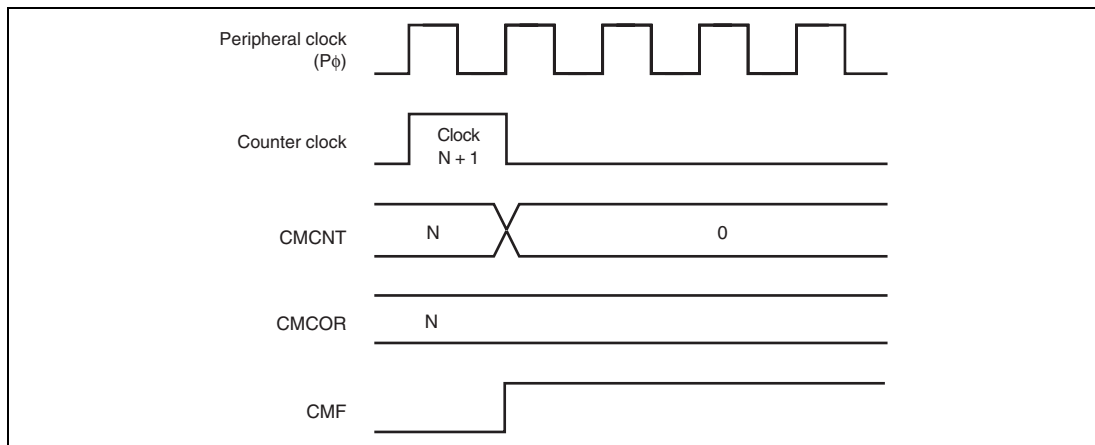 Peripheral clock
(Pϕ)
Counter clock
Clock
N + 1
CMCNT
N
0
CMCOR
N
CMF